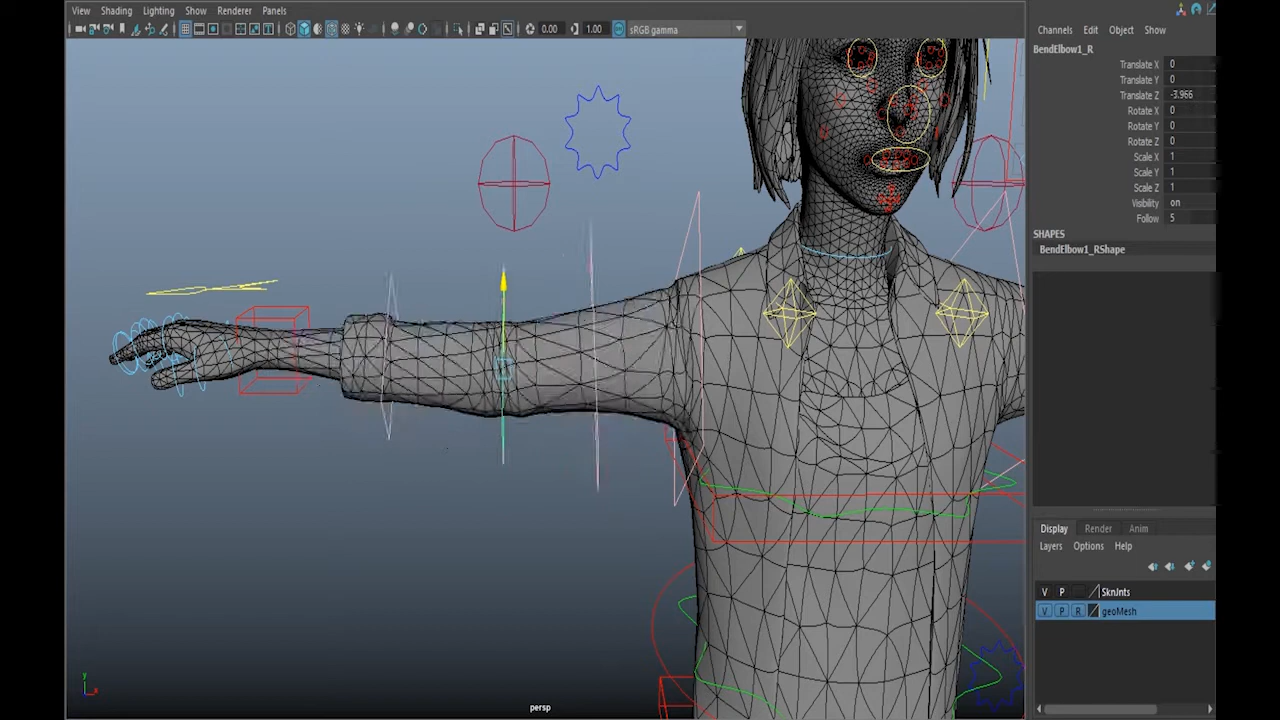 View Shading Lighting Show Renderer Panels
0.00 1.00 sRGB gamma
Channels Edit Object Show
BendElbow1_R
Translate X 0
Translate Y 0
Translate Z -3.966
Rotate X 0
Rotate Y 0
Rotate Z 0
Scale X 1
Scale Y 1
Scale Z 1
Visibility on
Follow 5
SHAPES
BendElbow1_RShape
Display Render Anim
Layers Options Help
V P SknJnts
V P R geoMesh
y
x
persp